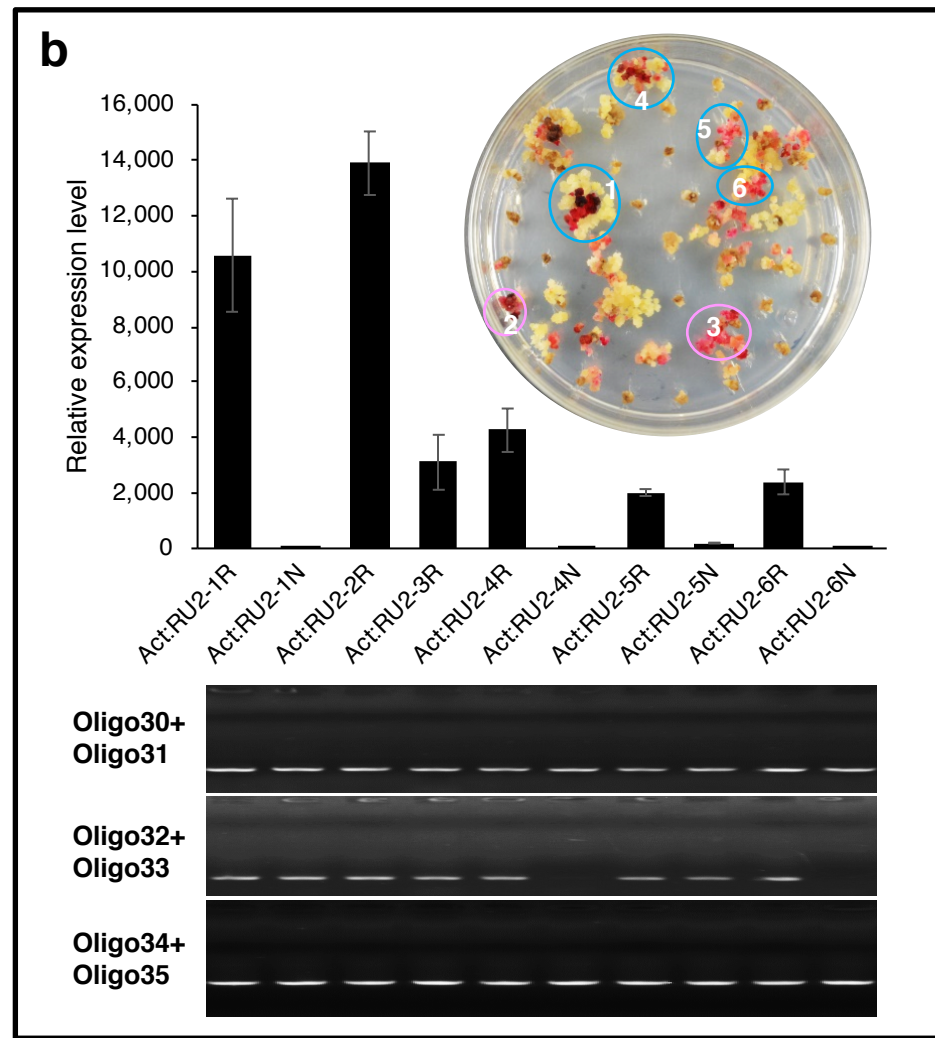 b
Relative expression level
16,000
14,000
12,000
10,000
8,000
6,000
4,000
2,000
0
4
5
1
6
2
3
Act:RU2-1R
Act:RU2-1N
Act:RU2-2R
Act:RU2-3R
Act:RU2-4R
Act:RU2-4N
Act:RU2-5R
Act:RU2-5N
Act:RU2-6R
Act:RU2-6N
Oligo30+
Oligo31
Oligo32+
Oligo33
Oligo34+
Oligo35